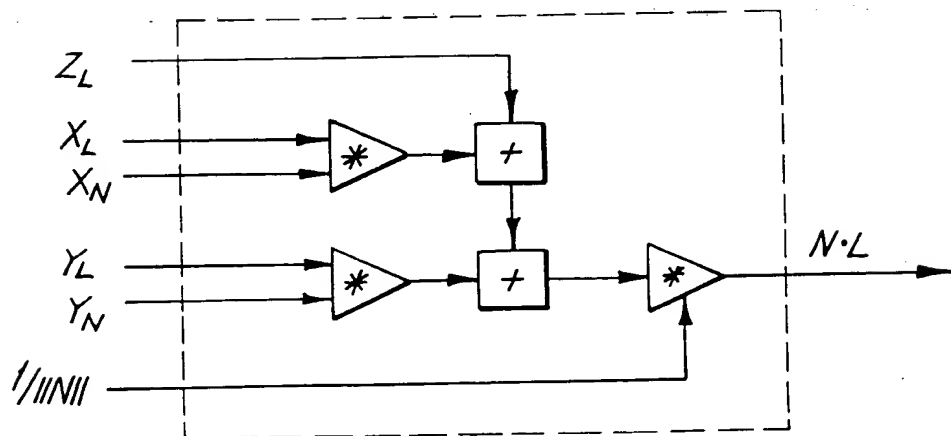 Z_L
X_L
*
+
X_N
Y_L
*
+
*
N·L
Y_N
1/||N||